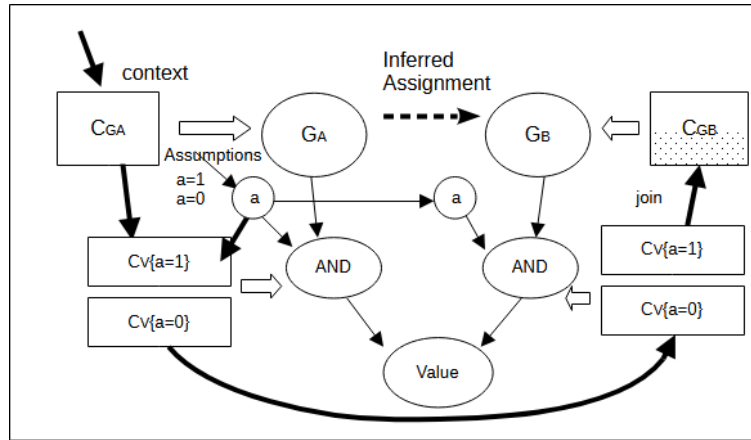 context
Inferred
Assignment
CGA
GA
GB
CGB
Assumptions
a=1
a=0
a
a
join
CV{a=1}
AND
AND
CV{a=1}
CV{a=0}
CV{a=0}
Value